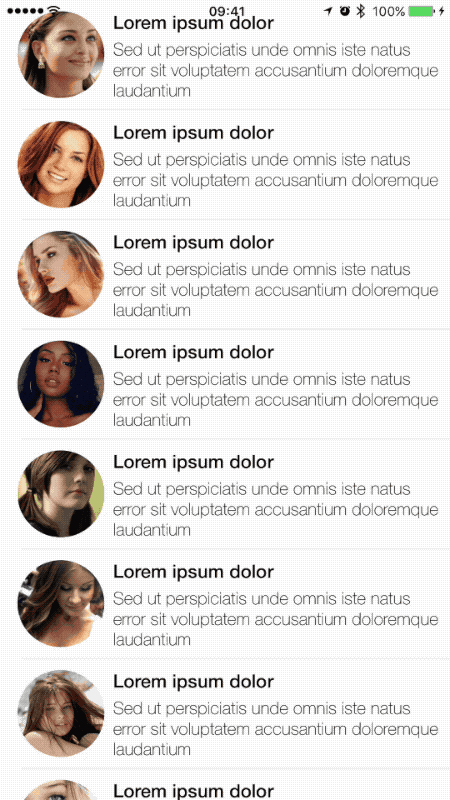 Lorem ipsum dolor
09:41
100%
Sed ut perspiciatis unde omnis iste natus
error sit voluptatem accusantium doloremque
laudantium
Lorem ipsum dolor
Sed ut perspiciatis unde omnis iste natus
error sit voluptatem accusantium doloremque
laudantium
Lorem ipsum dolor
Sed ut perspiciatis unde omnis iste natus
error sit voluptatem accusantium doloremque
laudantium
Lorem ipsum dolor
Sed ut perspiciatis unde omnis iste natus
error sit voluptatem accusantium doloremque
laudantium
Lorem ipsum dolor
Sed ut perspiciatis unde omnis iste natus
error sit voluptatem accusantium doloremque
laudantium
Lorem ipsum dolor
Sed ut perspiciatis unde omnis iste natus
error sit voluptatem accusantium doloremque
laudantium
Lorem ipsum dolor
Sed ut perspiciatis unde omnis iste natus
error sit voluptatem accusantium doloremque
laudantium
Lorem ipsum dolor